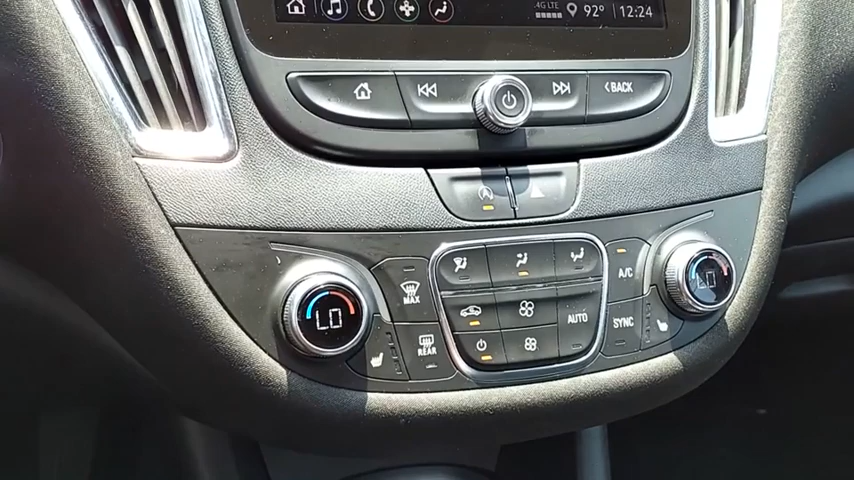 4G LTE 92° 12:24
BACK
MAX
A/C
LO
LO
AUTO
SYNC
REAR